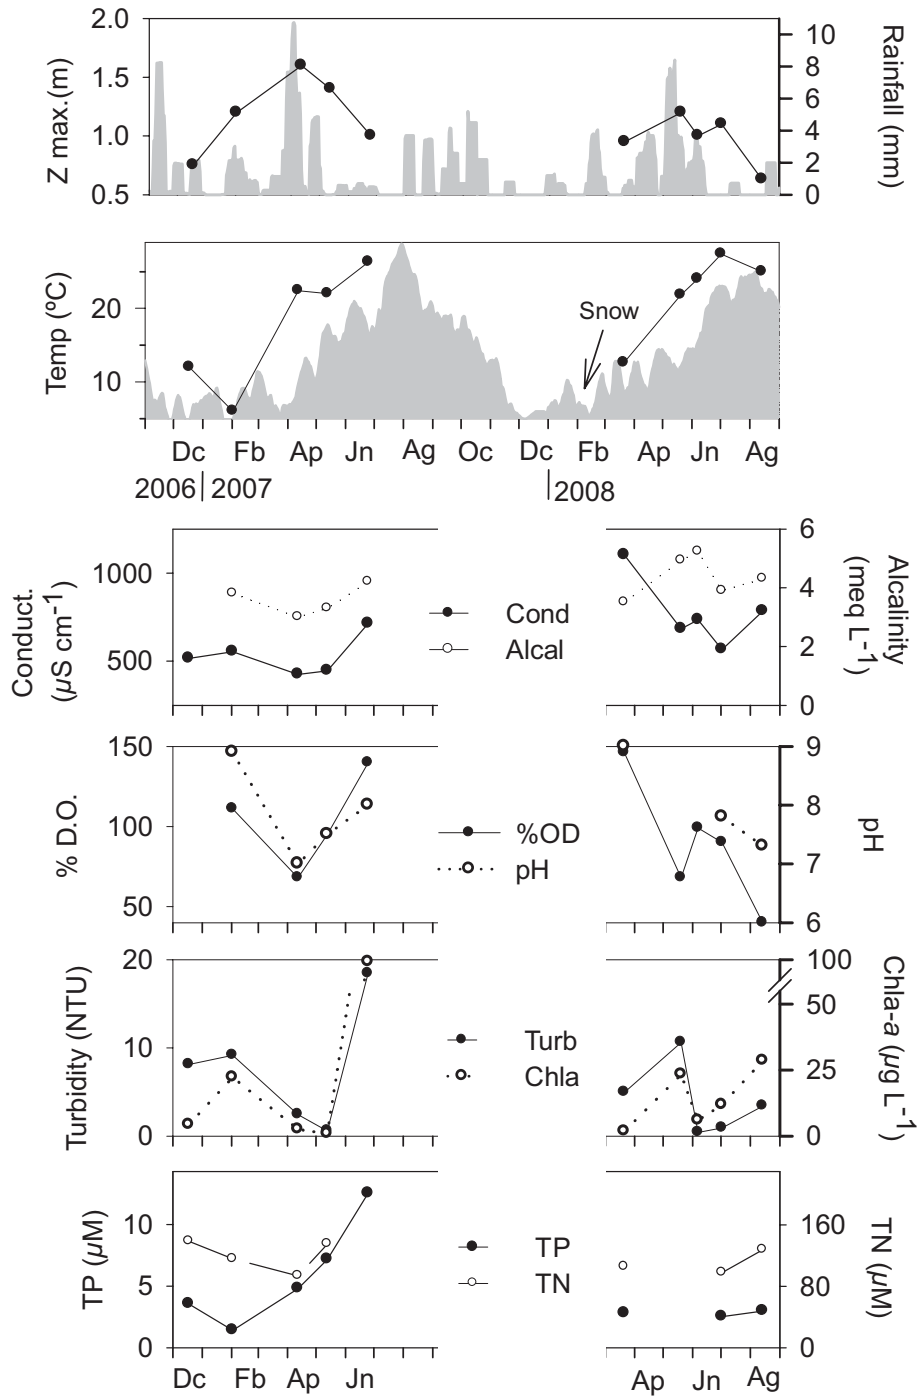 2.0
1.5
1.0
0.5
Z max.(m)
10
8
6
4
2
0
Rainfall (mm)
20
10
Temp (ºC)
Snow
Dc Fb Ap Jn Ag Oc Dc Fb Ap Jn Ag
2006 2007 2008
1000
500
Conduct.
(µS cm-1)
Cond
Alcal
6
4
2
0
Alcalinity
(meq L-1)
150
100
50
% D.O.
%OD
pH
9
8
7
6
pH
20
10
0
Turbidity (NTU)
Turb
Chla
100
50
25
0
Chla-a (µg L-1)
10
5
0
TP (µM)
TP
TN
160
80
0
TN (µM)
Dc Fb Ap Jn Ap Jn Ag